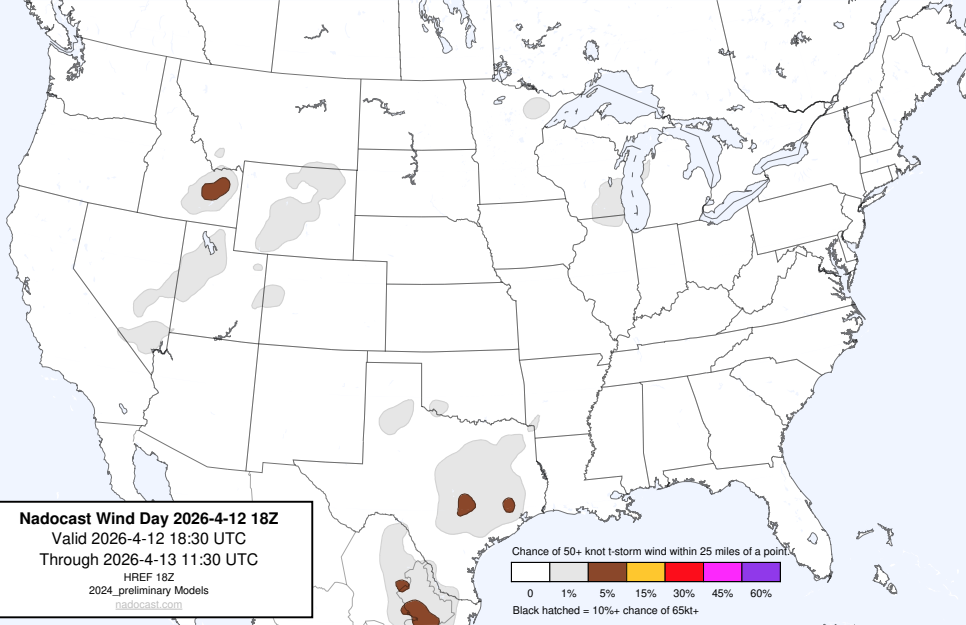 Nadocast Wind Day 2026-4-12 18Z
Valid 2026-4-12 18:30 UTC
Through 2026-4-13 11:30 UTC
HREF 18Z
2024_preliminary Models
nadocast.com
Chance of 50+ knot t-storm wind within 25 miles of a point.
0 1% 5% 15% 30% 45% 60%
Black hatched = 10%+ chance of 65kt+